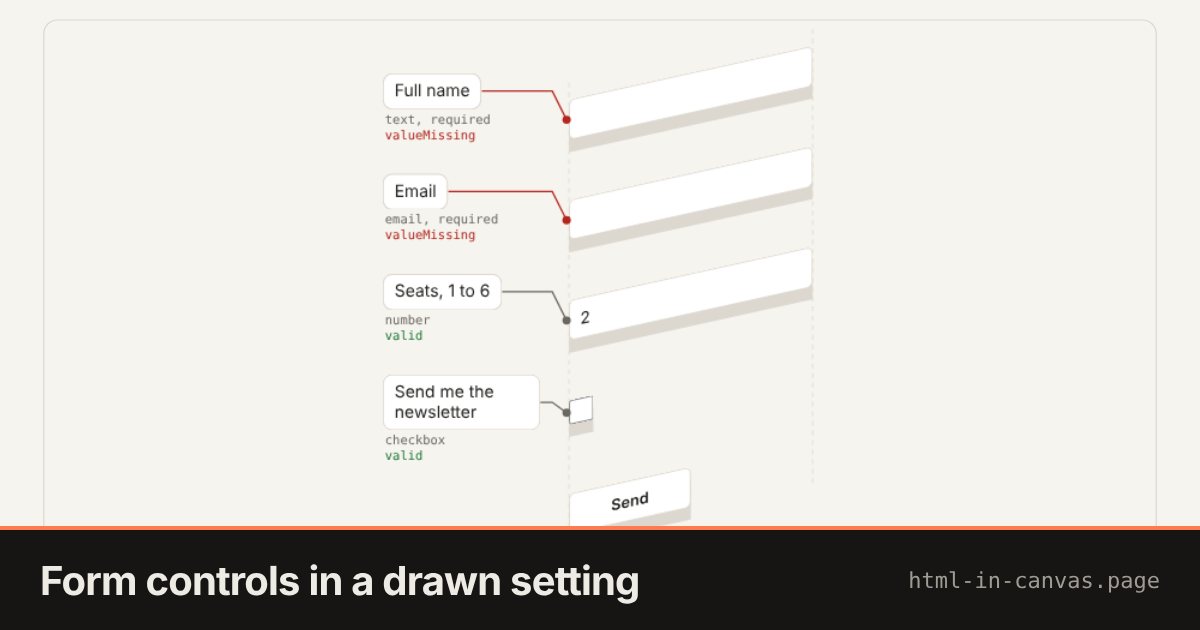 Full name
text, required
valueMissing
Email
email, required
valueMissing
Seats, 1 to 6
number
valid
2
Send me the
newsletter
checkbox
valid
Send
Form controls in a drawn setting
html-in-canvas.page